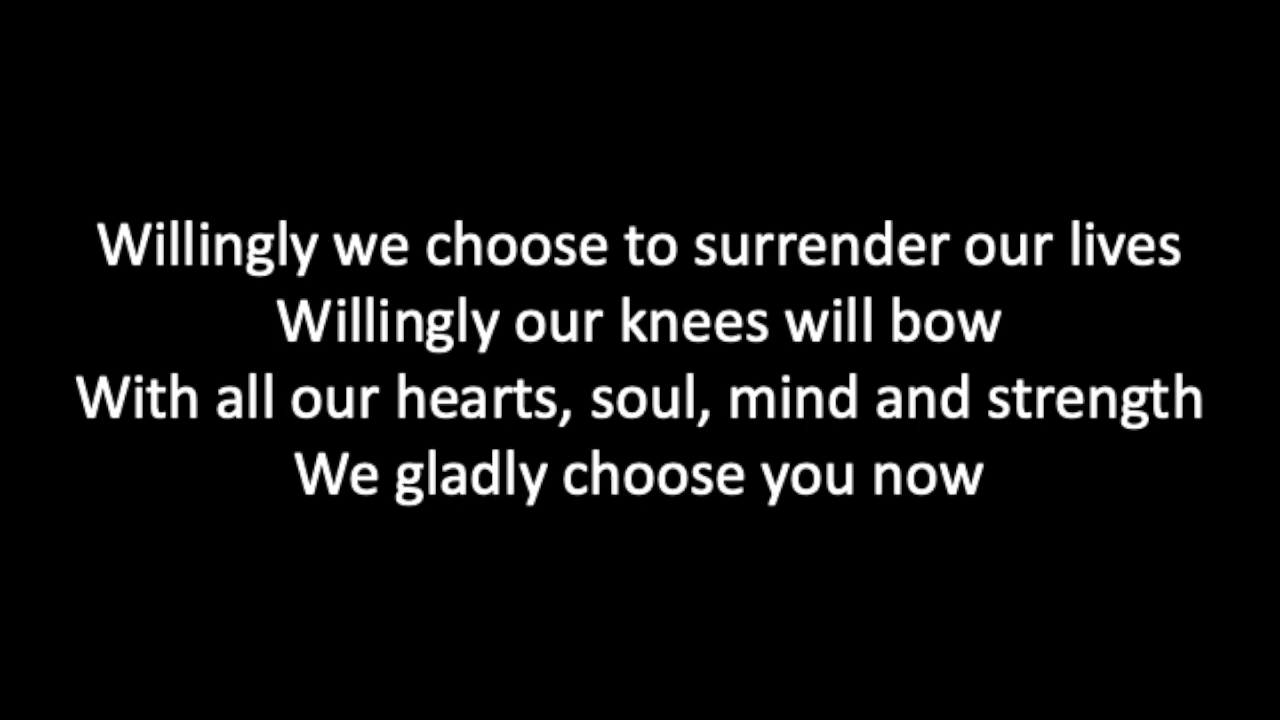 Willingly we choose to surrender our lives
Willingly our knees will bow
With all our hearts, soul, mind and strength
We gladly choose you now